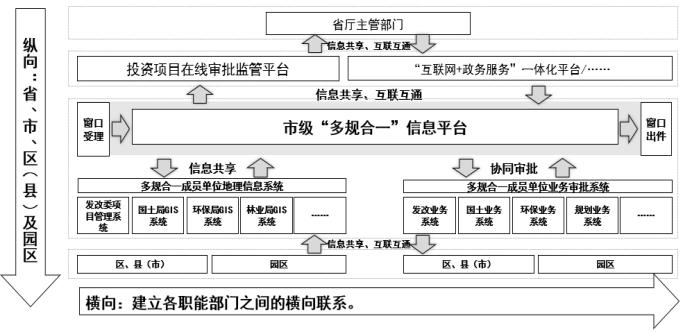 纵向：省、市、区（县）及园区
省厅主管部门
信息共享、互联互通
投资项目在线审批监管平台
“互联网+政务服务”一体化平台/……
信息共享、互联互通
窗口
受理
市级“多规合一”信息平台
窗口
出件
信息共享
协同审批
多规合一成员单位地理信息系统
多规合一成员单位业务审批系统
发改委项
目管理系
统
国土局GIS
系统
环保局GIS
系统
林业局GIS
系统
……
发改业务
系统
国土业务
系统
环保业务
系统
规划业务
系统
……
信息共享、互联互通
区、县（市）
园区
区、县（市）
园区
横向：建立各职能部门之间的横向联系。